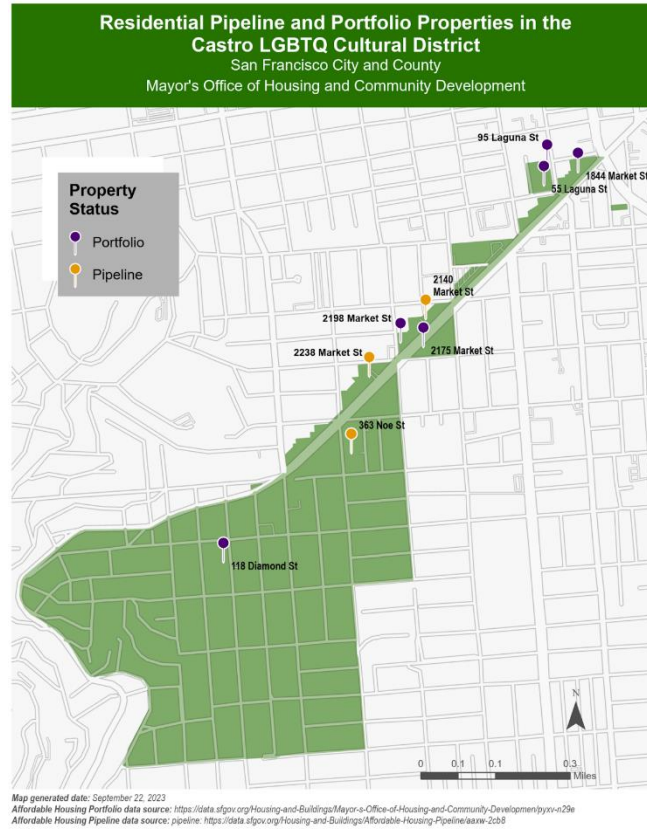 Residential Pipeline and Portfolio Properties in the
Castro LGBTQ Cultural District
San Francisco City and County
Mayor's Office of Housing and Community Development
95 Laguna St
1844 Market St
55 Laguna St
Property
Status
Portfolio
Pipeline
2140
Market St
2198 Market St
2175 Market St
2238 Market St
363 Noe St
118 Diamond St
N
0 0.1 0.1 0.3
Miles
Map generated date: September 22, 2023
Affordable Housing Portfolio data source: https://data.sfgov.org/Housing-and-Buildings/Mayor-s-Office-of-Housing-and-Community-Developmen/pyxv-n29e
Affordable Housing Pipeline data source: pipeline: https://data.sfgov.org/Housing-and-Buildings/Affordable-Housing-Pipeline/aaxw-2cb8